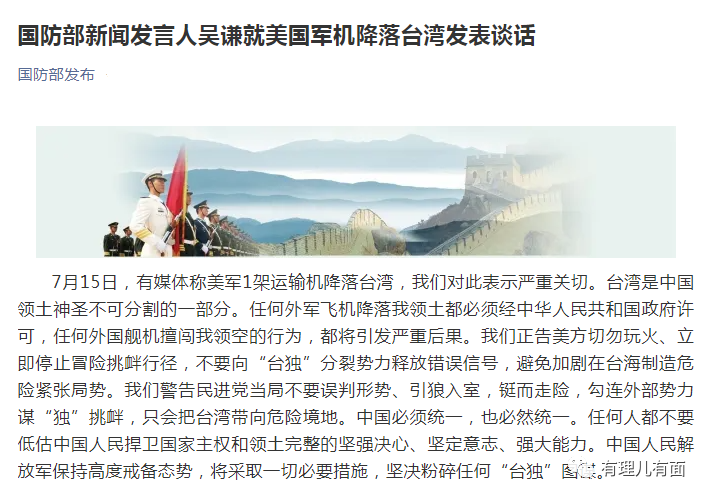 国防部新闻发言人吴谦就美国军机降落台湾发表谈话
国防部发布
7月15日，有媒体称美军1架运输机降落台湾，我们对此表示严重关切。台湾是中国
领土神圣不可分割的一部分。任何外军飞机降落我领土都必须经中华人民共和国政府许
可，任何外国舰机擅闯我领空的行为，都将引发严重后果。我们正告美方切勿玩火、立
即停止冒险挑衅行径，不要向“台独”分裂势力释放错误信号，避免加剧在台海制造危
险紧张局势。我们警告民进党当局不要误判形势、引狼入室，铤而走险，勾连外部势力
谋“独”挑衅，只会把台湾带向危险境地。中国必须统一，也必然统一。任何人都不要
低估中国人民捍卫国家主权和领土完整的坚强决心、坚定意志、强大能力。中国人民解
放军保持高度戒备态势，将采取一切必要措施，坚决粉碎任何“台独”图
有理儿有面